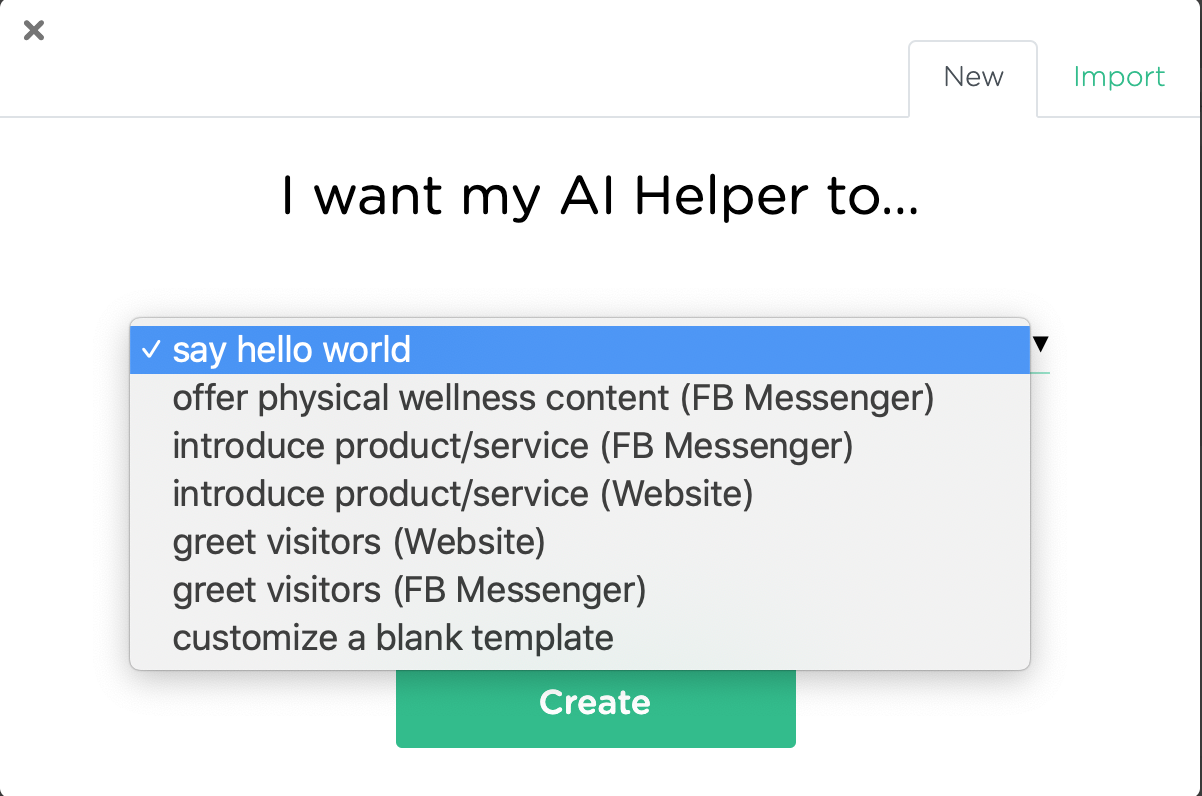 New
Import
I want my AI Helper to...
✓ say hello world
offer physical wellness content (FB Messenger)
introduce product/service (FB Messenger)
introduce product/service (Website)
greet visitors (Website)
greet visitors (FB Messenger)
customize a blank template
Create